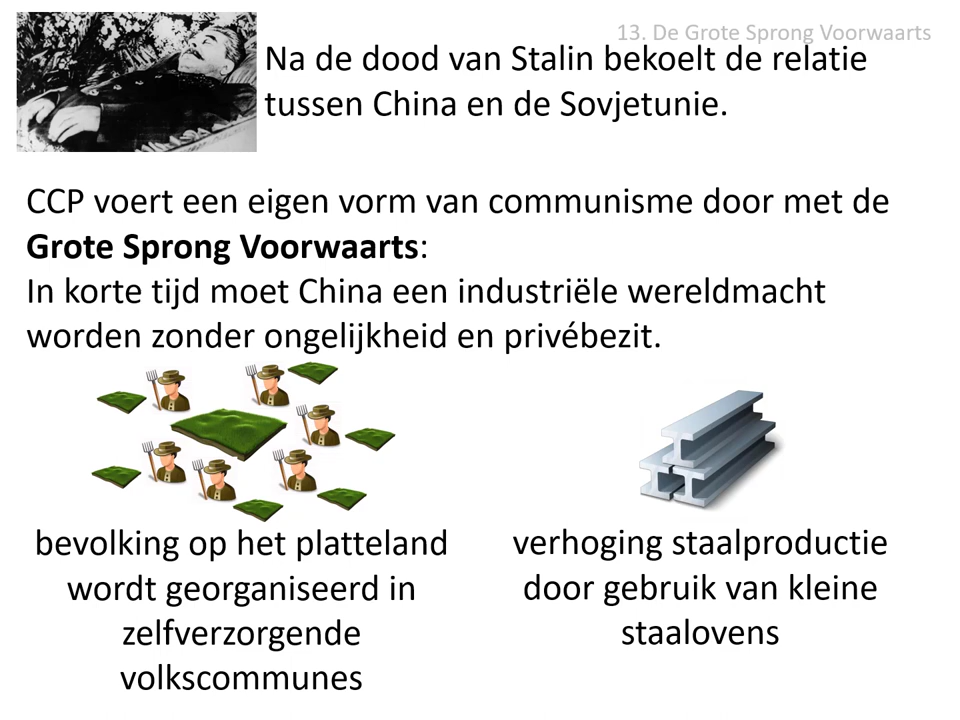 13. De Grote Sprong Voorwaarts
Na de dood van Stalin bekoelt de relatie
tussen China en de Sovjetunie.
CCP voert een eigen vorm van communisme door met de
Grote Sprong Voorwaarts:
In korte tijd moet China een industriële wereldmacht
worden zonder ongelijkheid en privébezit.
bevolking op het platteland
wordt georganiseerd in
zelfverzorgende
volkscommunes
verhoging staalproductie
door gebruik van kleine
staalovens